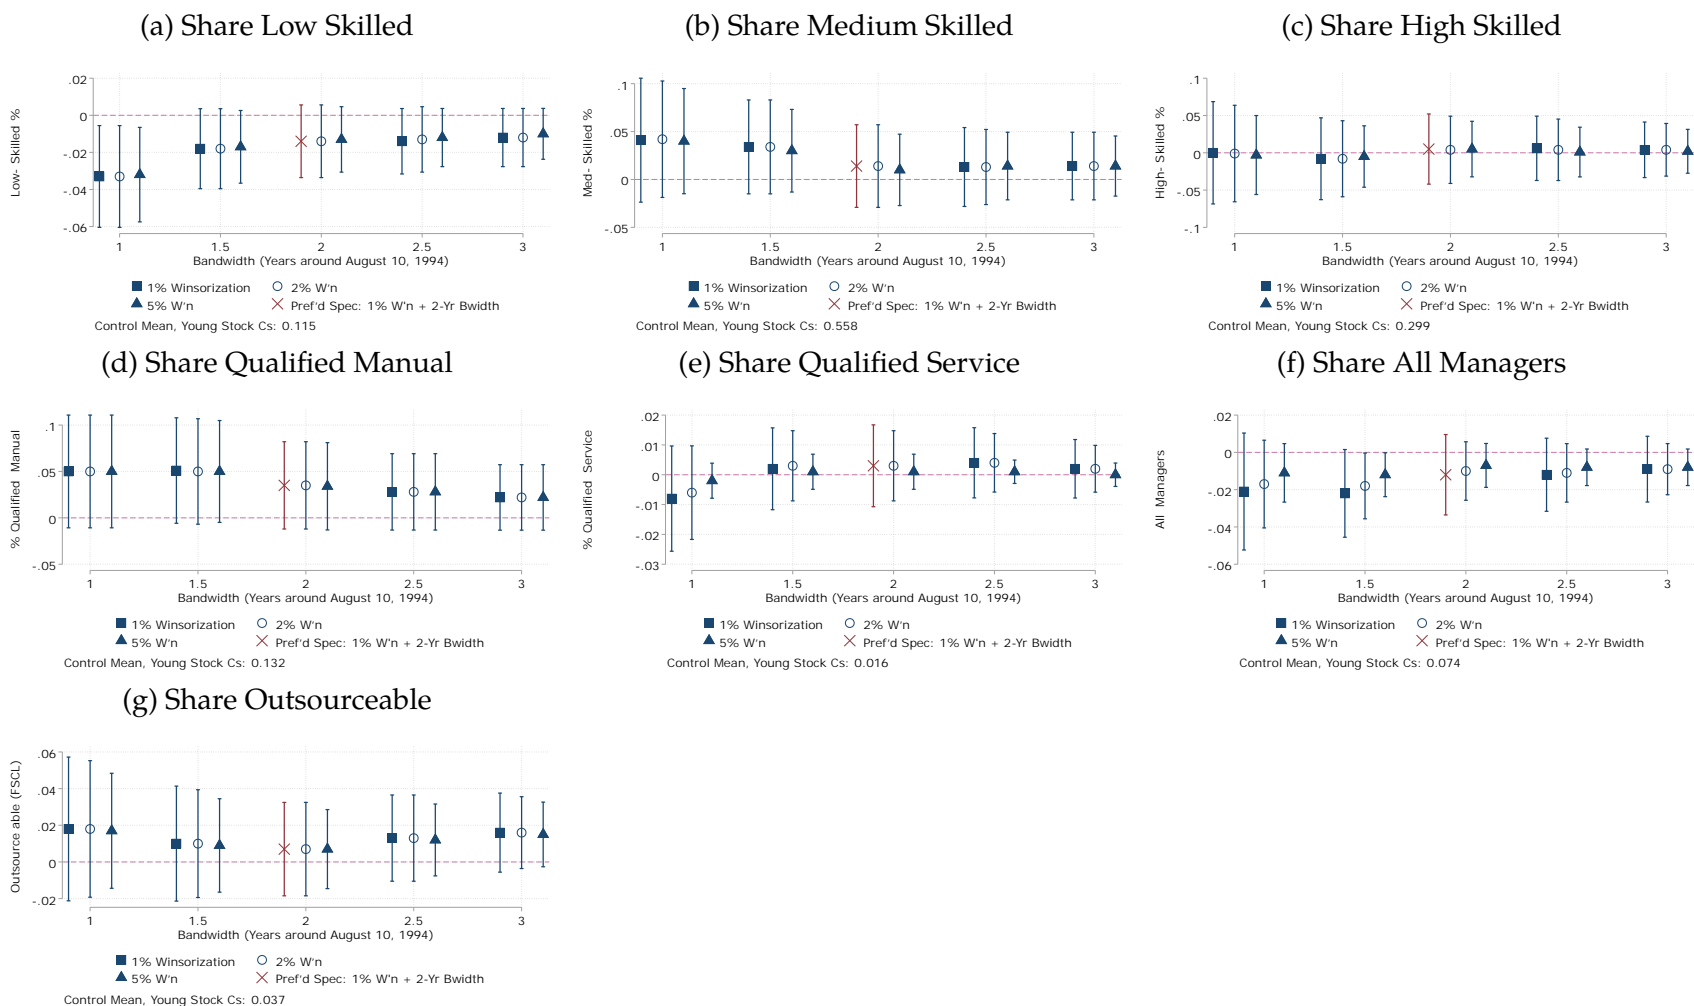 (a) Share Low Skilled
.02
0
-.02
-.04
-.06
Low- Skilled %
1 1.5 2 2.5 3
Bandwidth (Years around August 10, 1994)
1% Winsorization 2% W'n
5% W'n Pref'd Spec: 1% W'n + 2-Yr Bwidth
Control Mean, Young Stock Cs: 0.115
(b) Share Medium Skilled
.1
.05
0
-.05
Med- Skilled %
1 1.5 2 2.5 3
Bandwidth (Years around August 10, 1994)
1% Winsorization 2% W'n
5% W'n Pref'd Spec: 1% W'n + 2-Yr Bwidth
Control Mean, Young Stock Cs: 0.558
(c) Share High Skilled
.1
.05
0
-.05
-.1
High- Skilled %
1 1.5 2 2.5 3
Bandwidth (Years around August 10, 1994)
1% Winsorization 2% W'n
5% W'n Pref'd Spec: 1% W'n + 2-Yr Bwidth
Control Mean, Young Stock Cs: 0.299
(d) Share Qualified Manual
.1
.05
0
-.05
% Qualified Manual
1 1.5 2 2.5 3
Bandwidth (Years around August 10, 1994)
1% Winsorization 2% W'n
5% W'n Pref'd Spec: 1% W'n + 2-Yr Bwidth
Control Mean, Young Stock Cs: 0.132
(e) Share Qualified Service
.02
.01
0
-.01
-.02
-.03
% Qualified Service
1 1.5 2 2.5 3
Bandwidth (Years around August 10, 1994)
1% Winsorization 2% W'n
5% W'n Pref'd Spec: 1% W'n + 2-Yr Bwidth
Control Mean, Young Stock Cs: 0.016
(f) Share All Managers
.02
0
-.02
-.04
-.06
All Managers
1 1.5 2 2.5 3
Bandwidth (Years around August 10, 1994)
1% Winsorization 2% W'n
5% W'n Pref'd Spec: 1% W'n + 2-Yr Bwidth
Control Mean, Young Stock Cs: 0.074
(g) Share Outsourceable
.06
.04
.02
0
-.02
Outsource able (FSCL)
1 1.5 2 2.5 3
Bandwidth (Years around August 10, 1994)
1% Winsorization 2% W'n
5% W'n Pref'd Spec: 1% W'n + 2-Yr Bwidth
Control Mean, Young Stock Cs: 0.037